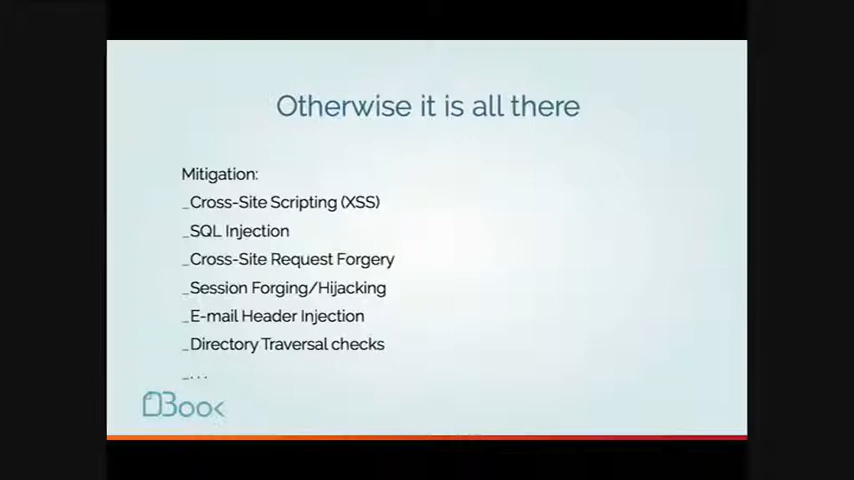 Otherwise it is all there
Mitigation:
_Cross-Site Scripting (XSS)
_SQL Injection
_Cross-Site Request Forgery
_Session Forging/Hijacking
_E-mail Header Injection
_Directory Traversal checks
_...
DBook